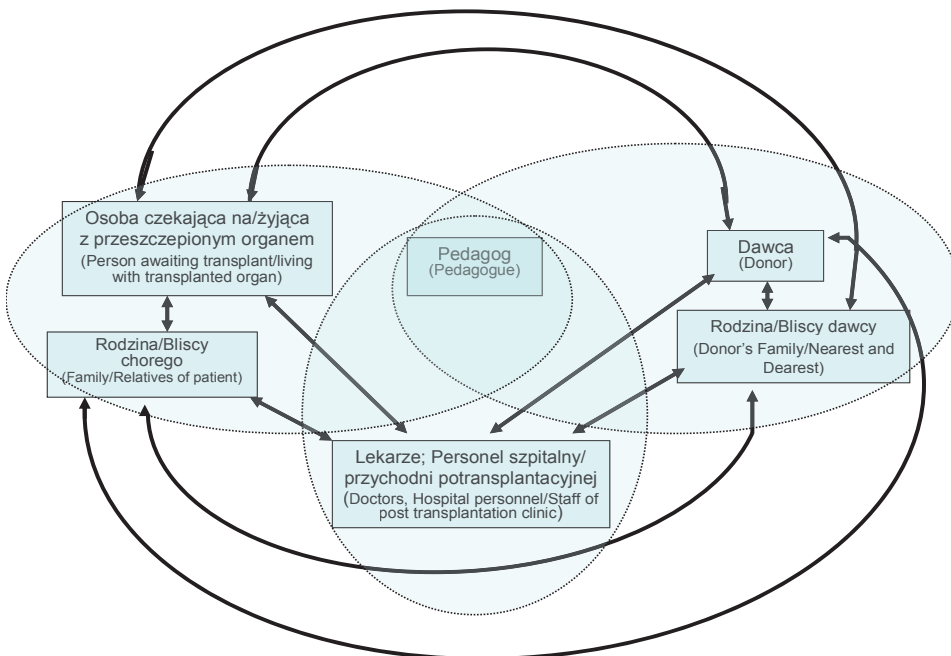 Osoba czekająca na/żyjąca
z przeszczepionym organem
(Person awaiting transplant/living
with transplanted organ)
Pedagog
(Pedagogue)
Dawca
(Donor)
Rodzina/Bliscy
chorego
(Family/Relatives of patient)
Rodzina/Bliscy dawcy
(Donor's Family/Nearest and
Dearest)
Lekarze; Personel szpitalny/
przychodni potransplantacyjnej
(Doctors, Hospital personnel/Staff of
post transplantation clinic)